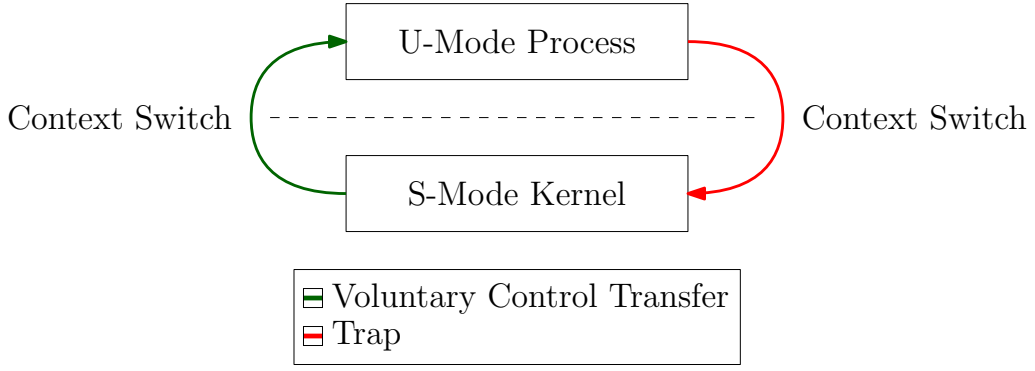 U-Mode Process
Context Switch
Context Switch
S-Mode Kernel
Voluntary Control Transfer
Trap